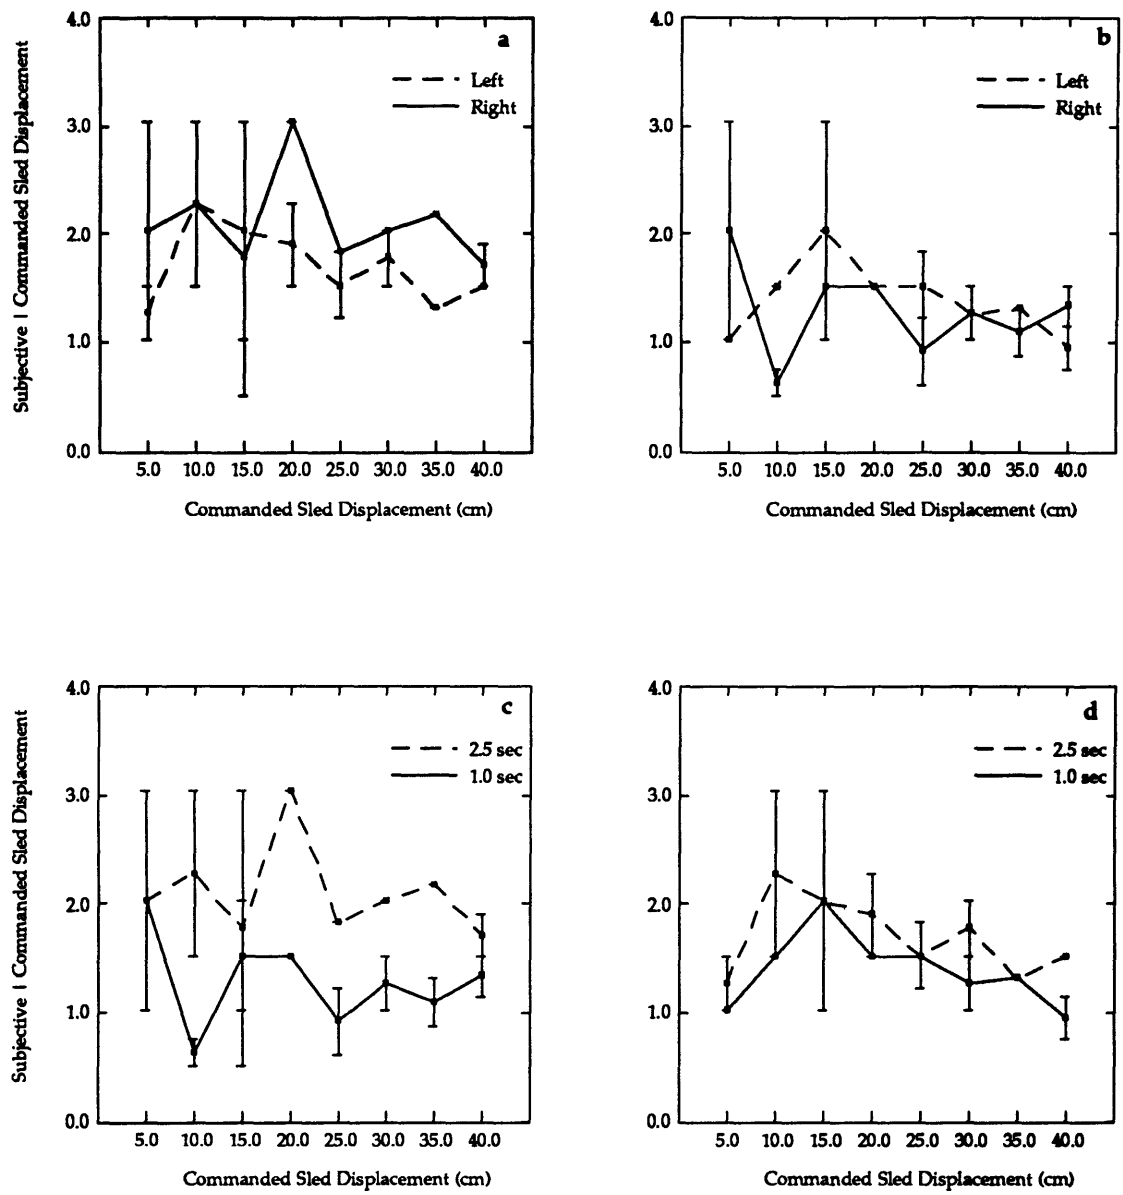 4.0
a
Left
Right
3.0
2.0
1.0
0.0
5.0 10.0 15.0 20.0 25.0 30.0 35.0 40.0
Commanded Sled Displacement (cm)
Subjective | Commanded Sled Displacement
4.0
b
Left
Right
3.0
2.0
1.0
0.0
5.0 10.0 15.0 20.0 25.0 30.0 35.0 40.0
Commanded Sled Displacement (cm)
4.0
c
2.5 sec
1.0 sec
3.0
2.0
1.0
0.0
5.0 10.0 15.0 20.0 25.0 30.0 35.0 40.0
Commanded Sled Displacement (cm)
Subjective | Commanded Sled Displacement
4.0
d
2.5 sec
1.0 sec
3.0
2.0
1.0
0.0
5.0 10.0 15.0 20.0 25.0 30.0 35.0 40.0
Commanded Sled Displacement (cm)